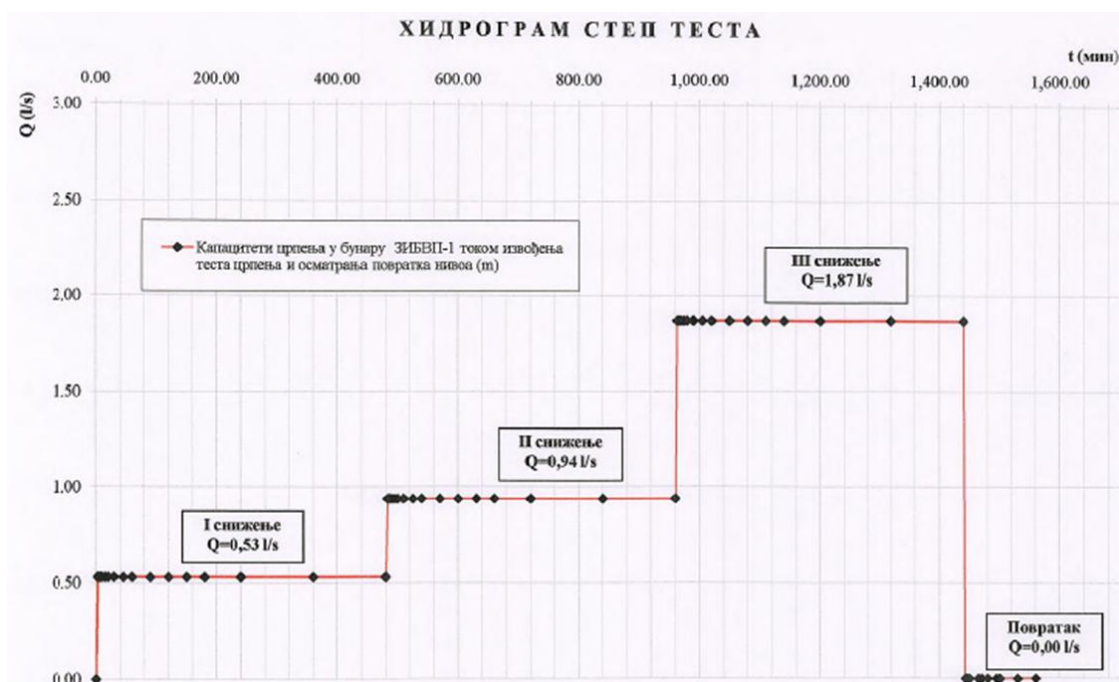 ХИДРОГРАМ СТЕП ТЕСТА
t (мин)
0.00 200.00 400.00 600.00 800.00 1,000.00 1,200.00 1,400.00 1,600.00
Q (l/s)
3.00
2.50
Капацитети црпења у бунару ЗИБВП-1 током извођења
теста црпења и осматрања повратка нивоа (m)
III снижење
Q=1,87 l/s
2.00
1.50
II снижење
Q=0,94 l/s
1.00
I снижење
Q=0,53 l/s
0.50
Повратак
Q=0,00 l/s
0.00